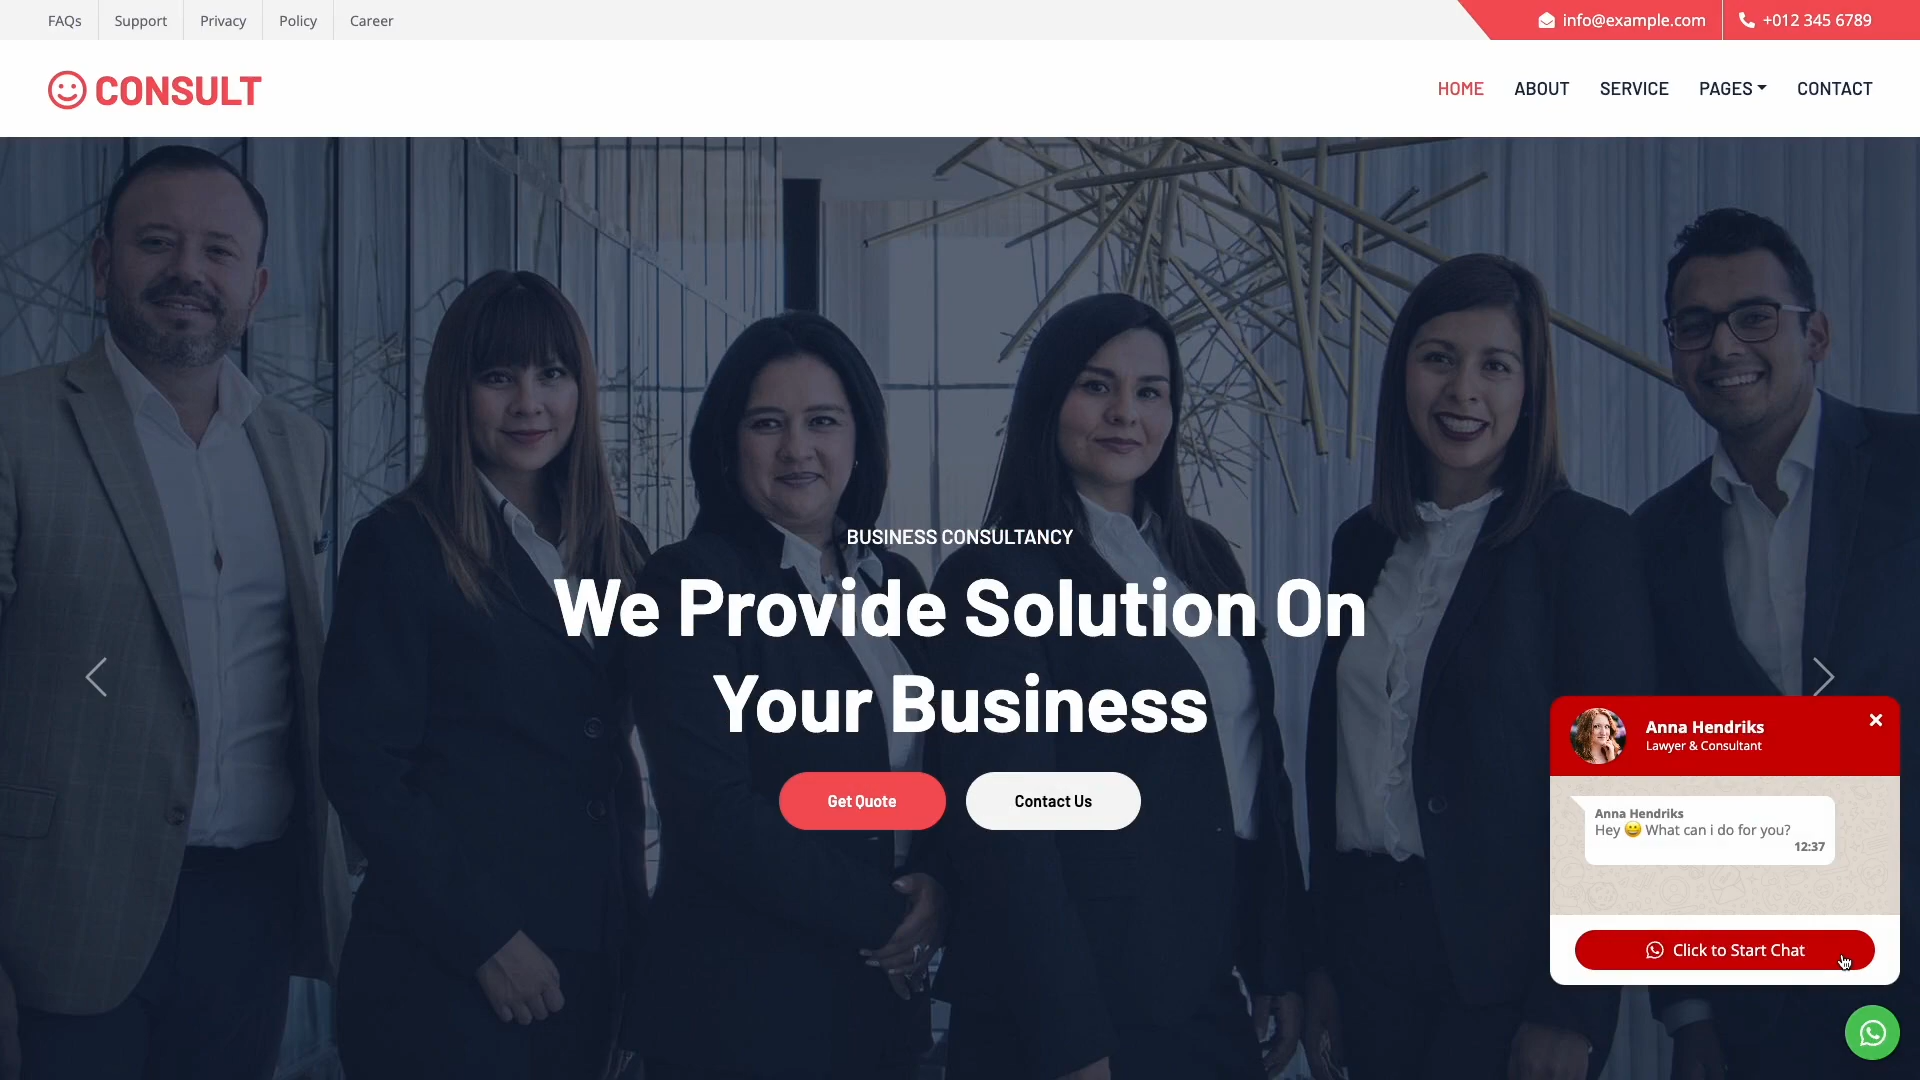 FAQs
Support
Privacy
Policy
Career
info@example.com
+012 345 6789
CONSULT
HOME
ABOUT
SERVICE
PAGES
CONTACT
BUSINESS CONSULTANCY
We Provide Solution On
Your Business
Get Quote
Contact Us
Anna Hendriks
Lawyer & Consultant
Anna Hendriks
Hey 😀 What can i do for you?
12:37
Click to Start Chat